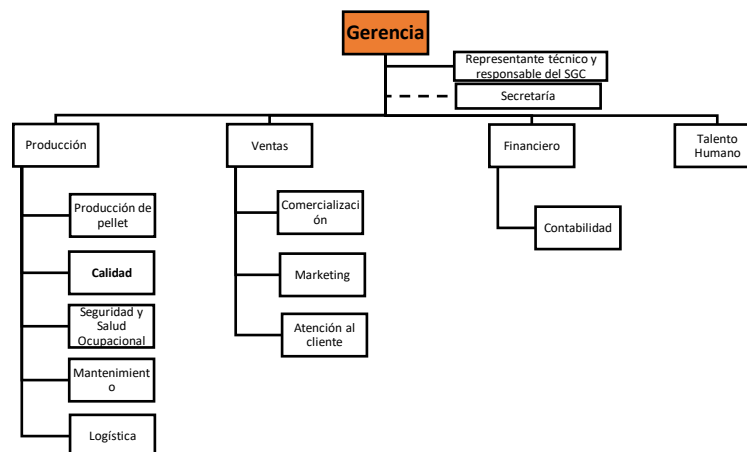 Gerencia
Representante técnico y
responsable del SGC
Secretaría
Producción
Ventas
Financiero
Talento
Humano
Producción de
pellet
Calidad
Seguridad y
Salud
Ocupacional
Mantenimient
o
Logística
Comercializaci
ón
Marketing
Atención al
cliente
Contabilidad